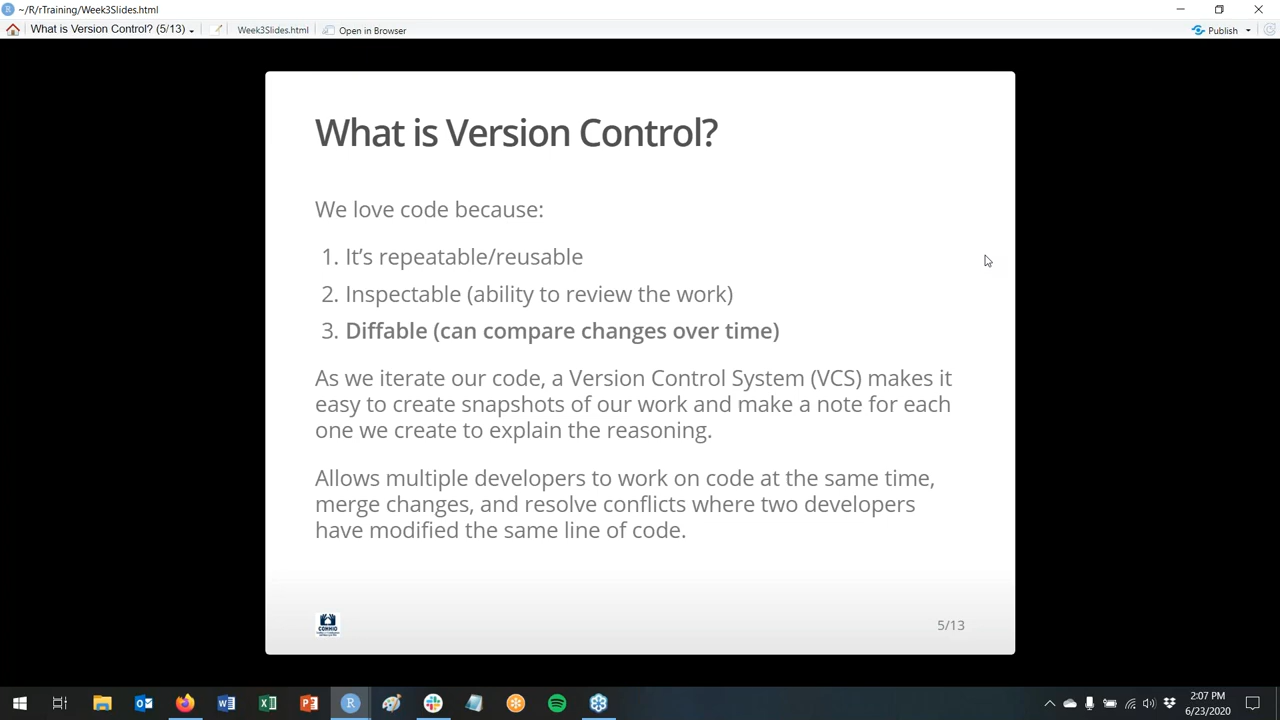 ~/R/rTraining/Week3Slides.html
What is Version Control? (5/13)
Week3Slides.html
Open in Browser
Publish
What is Version Control?
We love code because:
1. It's repeatable/reusable
2. Inspectable (ability to review the work)
3. Diffable (can compare changes over time)
As we iterate our code, a Version Control System (VCS) makes it
easy to create snapshots of our work and make a note for each
one we create to explain the reasoning.
Allows multiple developers to work on code at the same time,
merge changes, and resolve conflicts where two developers
have modified the same line of code.
5/13
2:07 PM
6/23/2020